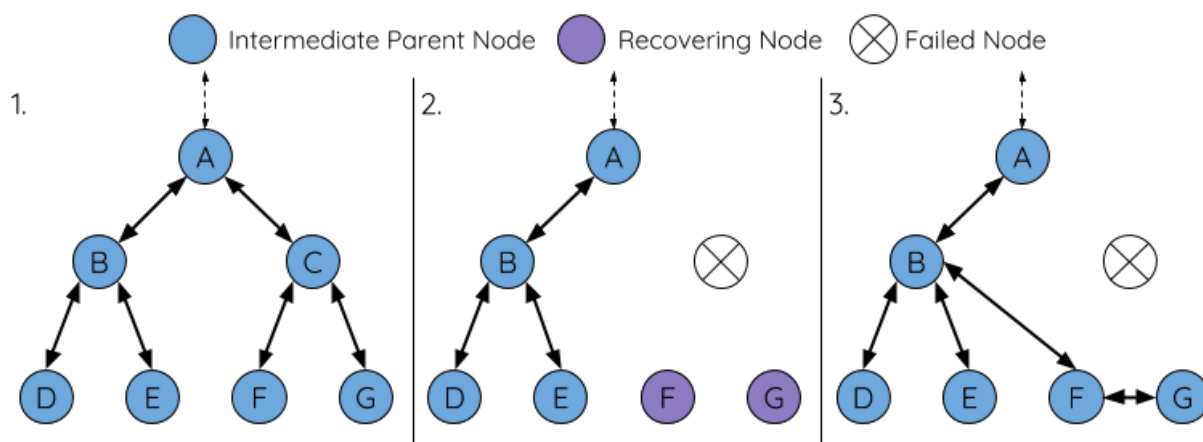 Intermediate Parent Node Recovering Node Failed Node
1. 2. 3.
A A A
B C B B
D E F G D E F G D E F G